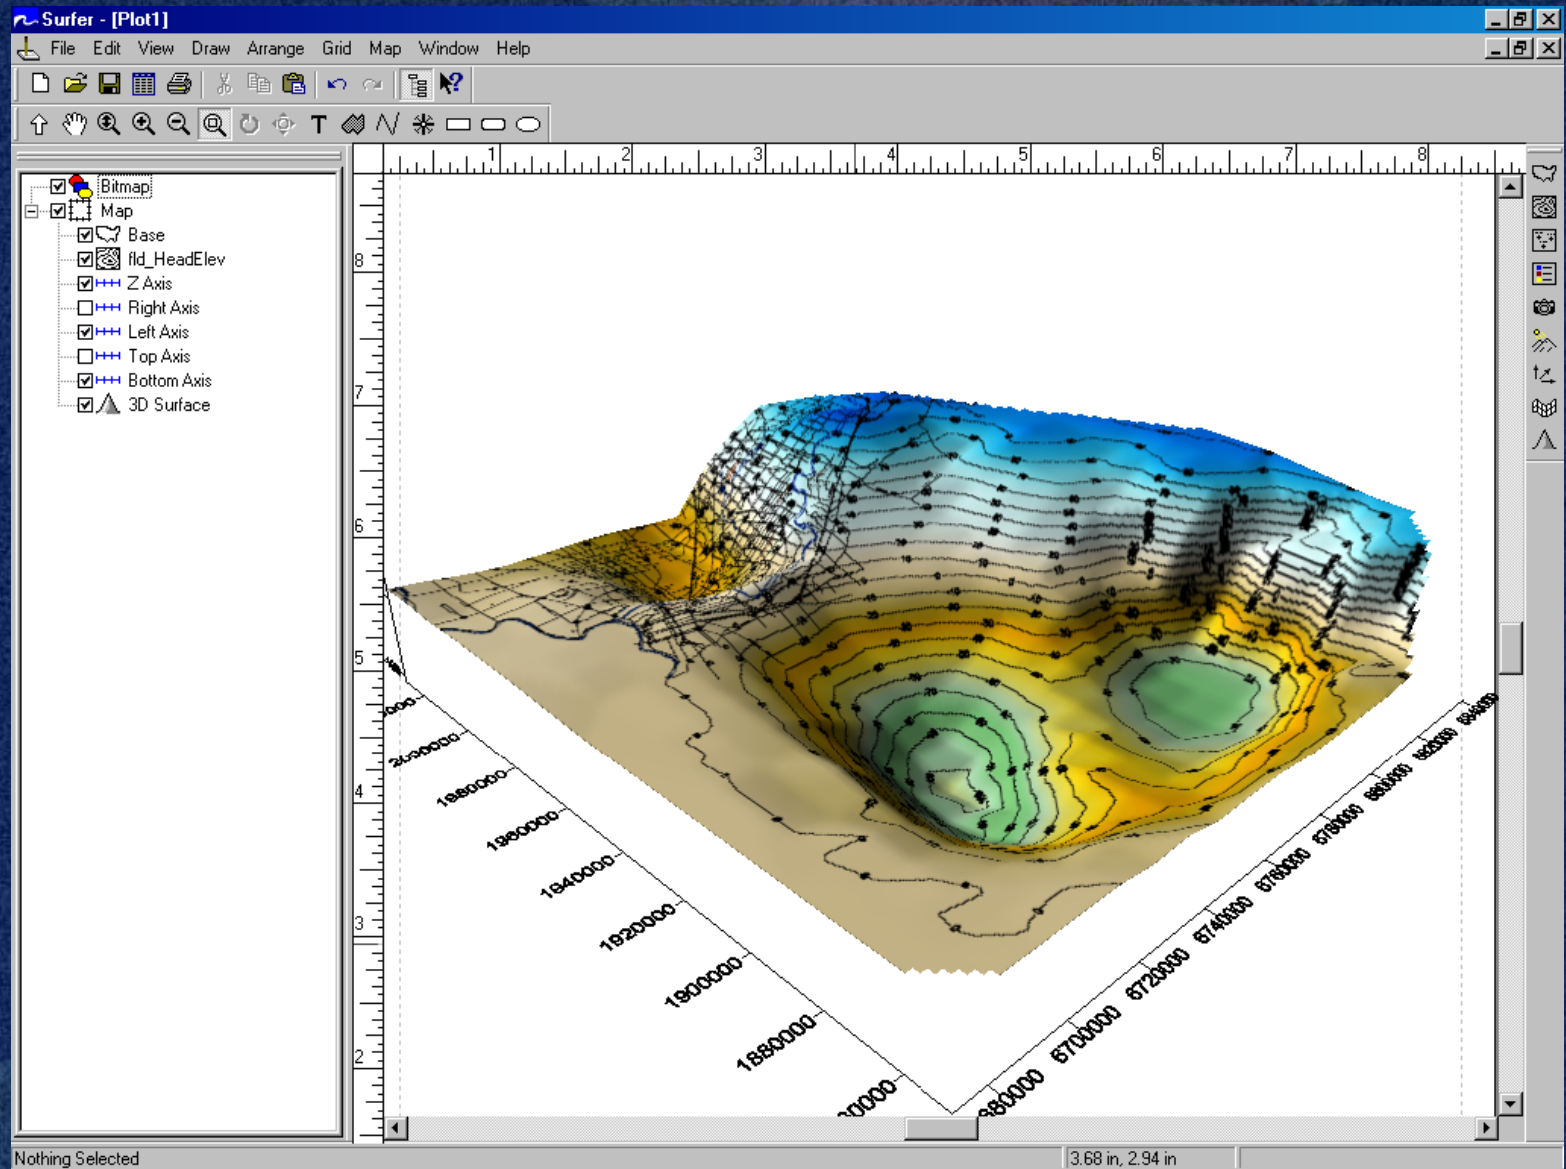 Surfer - [Plot1]
File Edit View Draw Arrange Grid Map Window Help
T
1 2 3 4 5 6 7 8
Bitmap
Map
Base
fld_HeadElev
Z Axis
Right Axis
Left Axis
Top Axis
Bottom Axis
3D Surface
8
7
6
5
4
3
2
2000000
1980000
1960000
1940000
1920000
1900000
1880000
6700000
6720000
6740000
6760000
6780000
6800000
6820000
Nothing Selected
3.68 in, 2.94 in